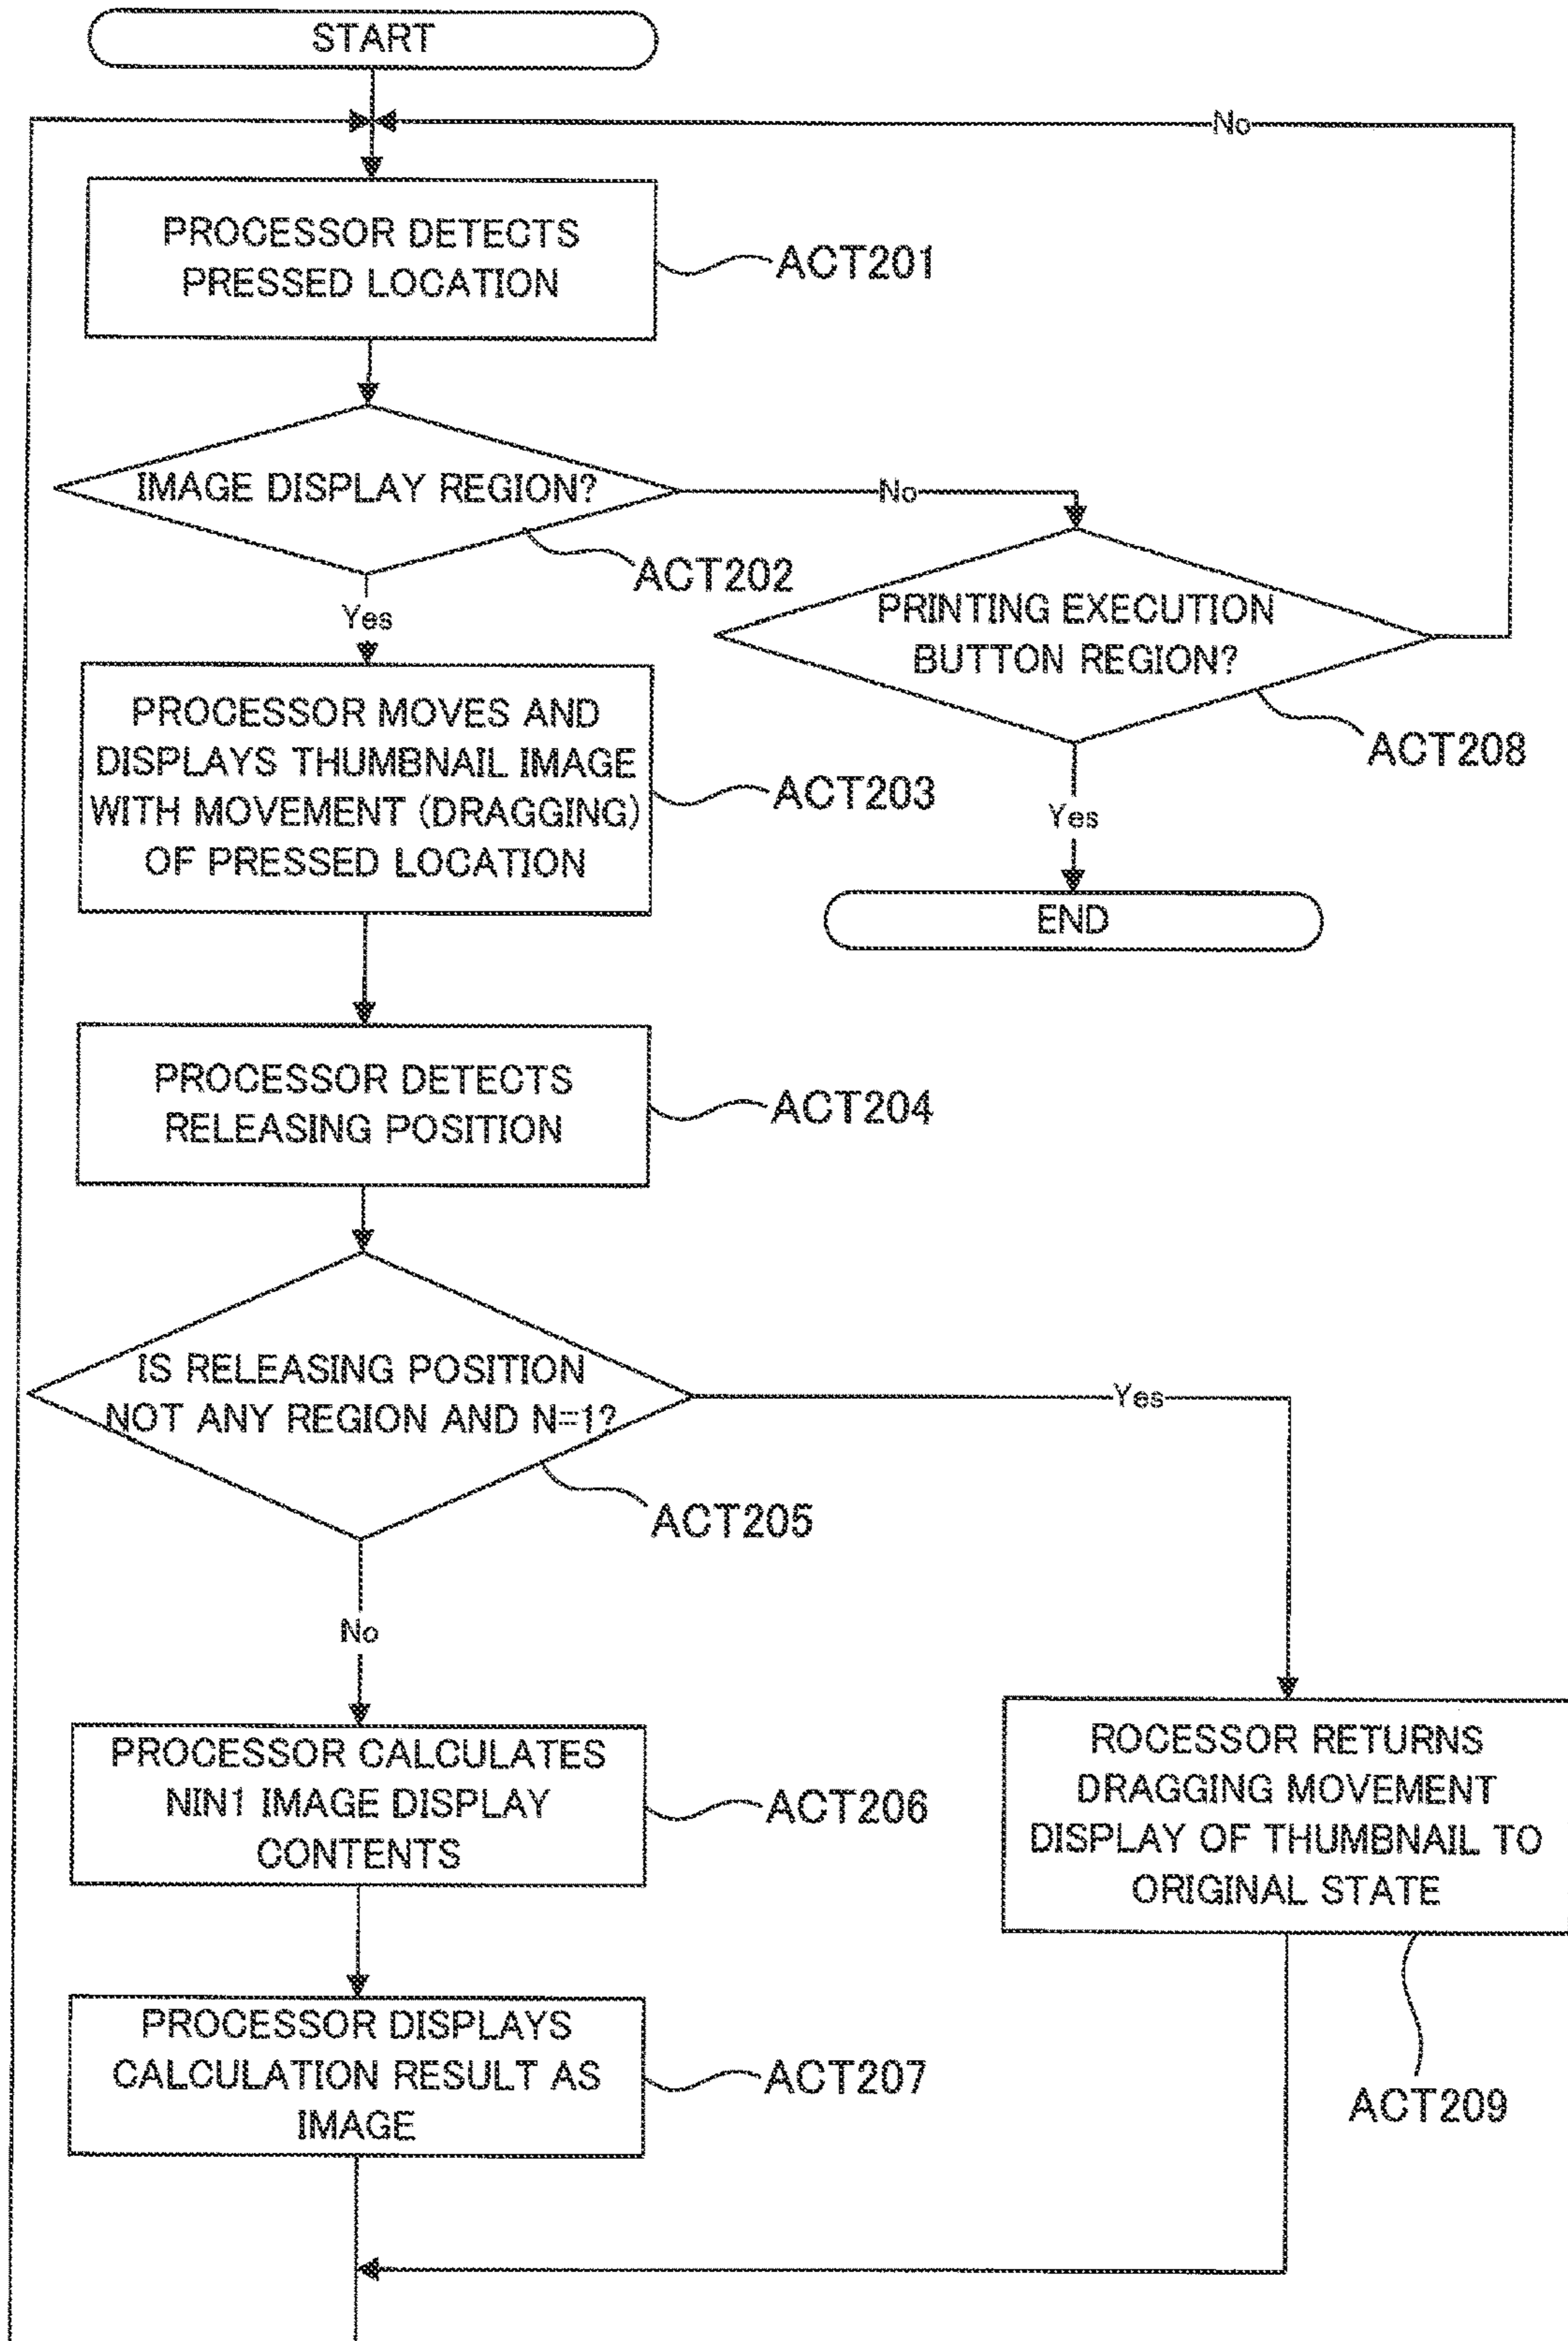 START
No
PROCESSOR DETECTS
PRESSED LOCATION
ACT201
IMAGE DISPLAY REGION?
No
ACT202
Yes
PRINTING EXECUTION
BUTTON REGION?
ACT208
Yes
END
PROCESSOR MOVES AND
DISPLAYS THUMBNAIL IMAGE
WITH MOVEMENT (DRAGGING)
OF PRESSED LOCATION
ACT203
PROCESSOR DETECTS
RELEASING POSITION
ACT204
IS RELEASING POSITION
NOT ANY REGION AND N=1?
Yes
ACT205
No
PROCESSOR CALCULATES
NIN1 IMAGE DISPLAY
CONTENTS
ACT206
ROCESSOR RETURNS
DRAGGING MOVEMENT
DISPLAY OF THUMBNAIL TO
ORIGINAL STATE
ACT209
PROCESSOR DISPLAYS
CALCULATION RESULT AS
IMAGE
ACT207